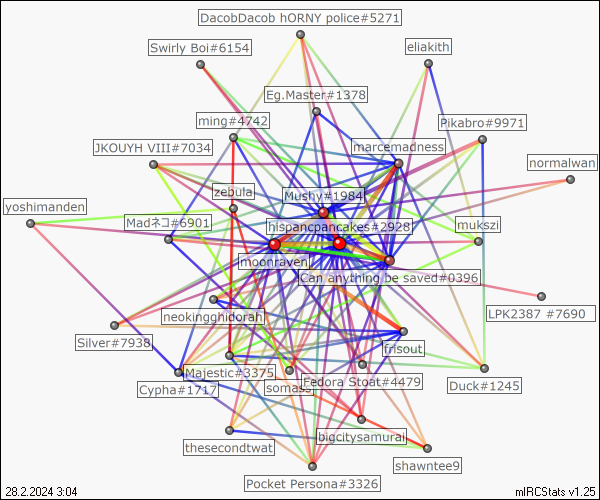 DacobDacob hORNY police#5271
Swirly Boi#6154
eliakith
Eg.Master#1378
ming#4742
Pikabro#9971
JKOUYH VIII#7034
marcemadness
normalwan
zebula
Mushy#1984
yoshimanden
Madネコ#6901
hispancpancakes#2928
mukszi
moonraven
Can anything be saved#0396
neokingghidorah
LPK2387 #7690
Silver#7938
frisout
Majestic#3375
Fedora Stoat#4479
Cypha#1717
somass
Duck#1245
bigcitysamurai
thesecondtwat
shawntee9
Pocket Persona#3326
28.2.2024 3:04
mIRCStats v1.25